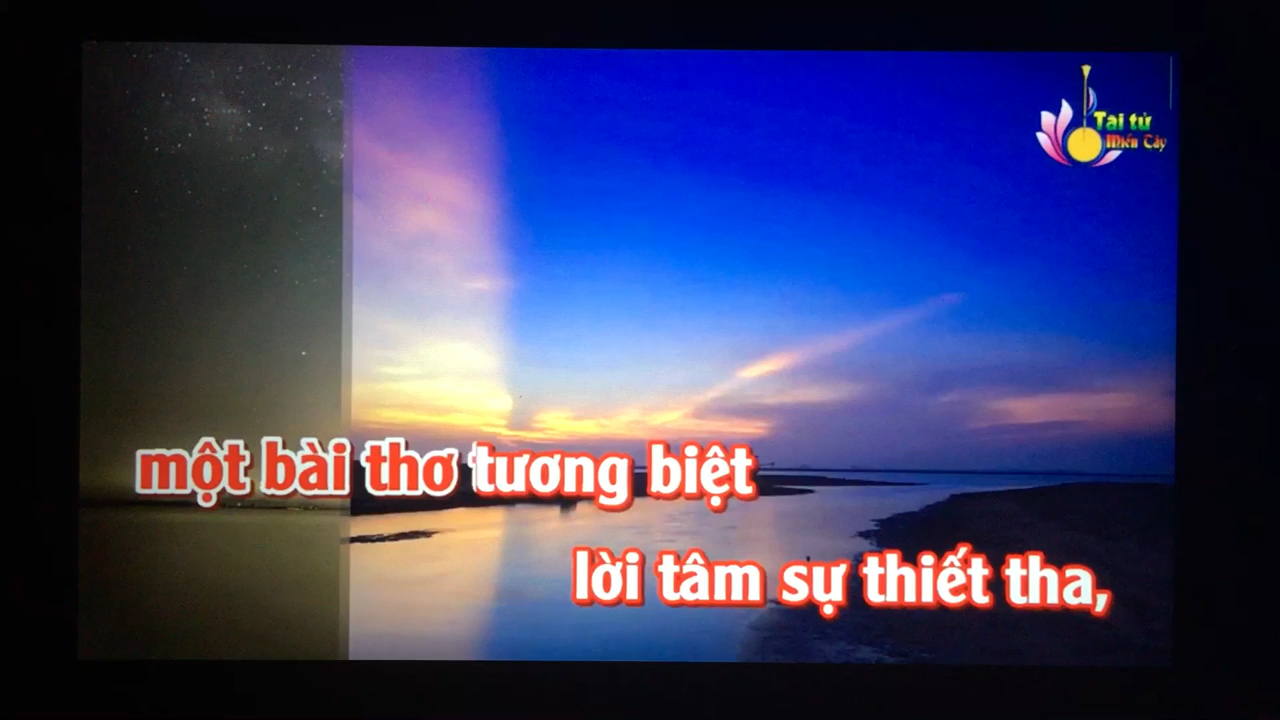 Tài tử
Miền Tây
một bài thơ tương biệt
lời tâm sự thiết tha,